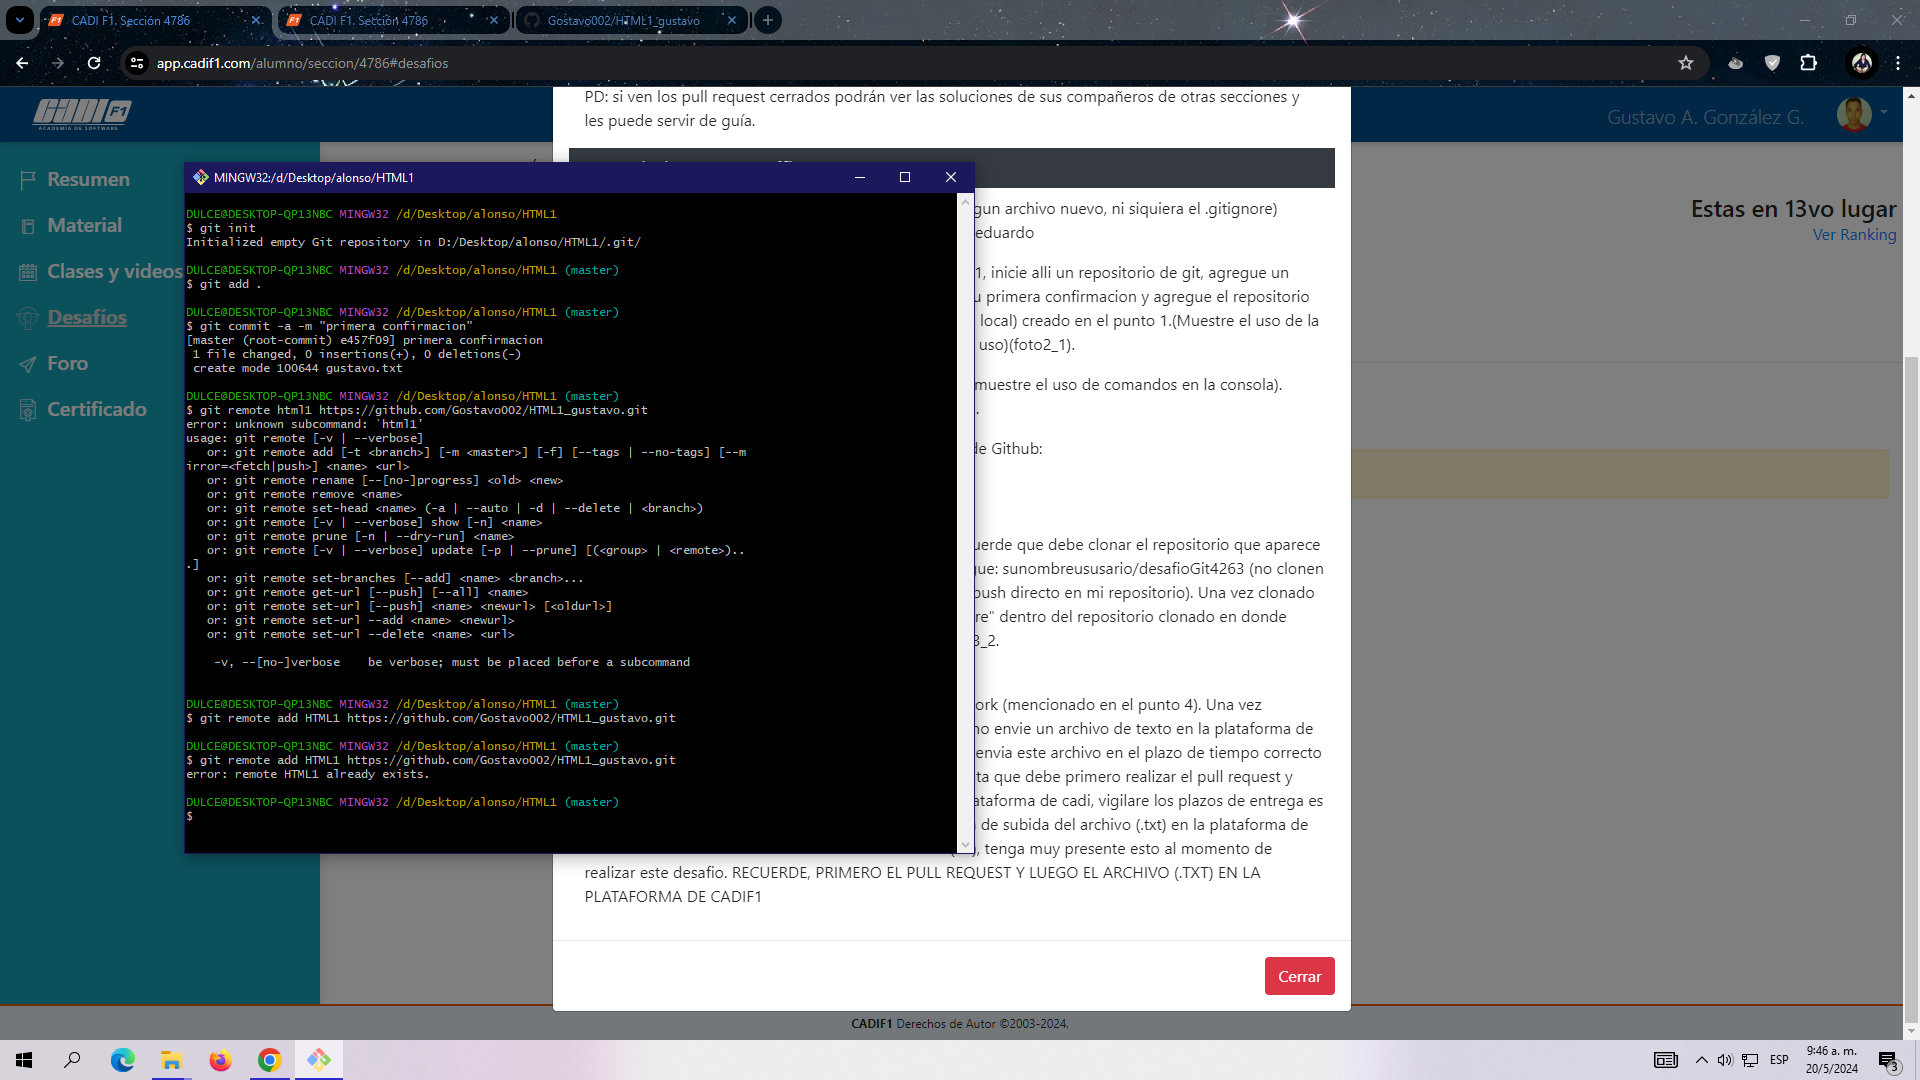 CADI F1. Sección 4786
CADI F1. Sección 4786
Gostavo002/HTML1_gustavo
app.cadif1.com/alumno/seccion/4786#desafios
CADI F1
ACADEMIA DE SOFTWARE
Gustavo A. González G.
Resumen
Material
Clases y videos
Desafíos
Foro
Certificado
Estas en 13vo lugar
Ver Ranking
PD: si ven los pull request cerrados podrán ver las soluciones de sus compañeros de otras secciones y
les puede servir de guía.
gun archivo nuevo, ni siquiera el .gitignore)
eduardo
1, inicie alli un repositorio de git, agregue un
u primera confirmacion y agregue el repositorio
local) creado en el punto 1.(Muestre el uso de la
uso)(foto2_1).
muestre el uso de comandos en la consola).
.
de Github:
uerde que debe clonar el repositorio que aparece
gue: sunombreususario/desafioGit4263 (no clonen
push directo en mi repositorio). Una vez clonado
re" dentro del repositorio clonado en donde
3_2.
ork (mencionado en el punto 4). Una vez
no envie un archivo de texto en la plataforma de
envia este archivo en el plazo de tiempo correcto
ta que debe primero realizar el pull request y
ataforma de cadi, vigilare los plazos de entrega es
de subida del archivo (.txt) en la plataforma de
), tenga muy presente esto al momento de
realizar este desafio. RECUERDE, PRIMERO EL PULL REQUEST Y LUEGO EL ARCHIVO (.TXT) EN LA
PLATAFORMA DE CADIF1
Cerrar
MINGW32:/d/Desktop/alonso/HTML1
DULCE@DESKTOP-QP13NBC MINGW32 /d/Desktop/alonso/HTML1
$ git init
Initialized empty Git repository in D:/Desktop/alonso/HTML1/.git/
DULCE@DESKTOP-QP13NBC MINGW32 /d/Desktop/alonso/HTML1 (master)
$ git add .
DULCE@DESKTOP-QP13NBC MINGW32 /d/Desktop/alonso/HTML1 (master)
$ git commit -a -m "primera confirmacion"
[master (root-commit) e457f09] primera confirmacion
1 file changed, 0 insertions(+), 0 deletions(-)
create mode 100644 gustavo.txt
DULCE@DESKTOP-QP13NBC MINGW32 /d/Desktop/alonso/HTML1 (master)
$ git remote html1 https://github.com/Gostavo002/HTML1_gustavo.git
error: unknown subcommand: `html1'
usage: git remote [-v | --verbose]
or: git remote add [-t <branch>] [-m <master>] [-f] [--tags | --no-tags] [--m
irror=<fetch|push>] <name> <url>
or: git remote rename [--[no-]progress] <old> <new>
or: git remote remove <name>
or: git remote set-head <name> (-a | --auto | -d | --delete | <branch>)
or: git remote [-v | --verbose] show [-n] <name>
or: git remote prune [-n | --dry-run] <name>
or: git remote [-v | --verbose] update [-p | --prune] [(<group> | <remote>)..
.]
or: git remote set-branches [--add] <name> <branch>...
or: git remote get-url [--push] [--all] <name>
or: git remote set-url [--push] <name> <newurl> [<oldurl>]
or: git remote set-url --add <name> <newurl>
or: git remote set-url --delete <name> <url>
-v, --[no-]verbose be verbose; must be placed before a subcommand
DULCE@DESKTOP-QP13NBC MINGW32 /d/Desktop/alonso/HTML1 (master)
$ git remote add HTML1 https://github.com/Gostavo002/HTML1_gustavo.git
DULCE@DESKTOP-QP13NBC MINGW32 /d/Desktop/alonso/HTML1 (master)
$ git remote add HTML1 https://github.com/Gostavo002/HTML1_gustavo.git
error: remote HTML1 already exists.
DULCE@DESKTOP-QP13NBC MINGW32 /d/Desktop/alonso/HTML1 (master)
$
CADIF1 Derechos de Autor ©2003-2024.
ESP
9:46 a. m.
20/5/2024
3